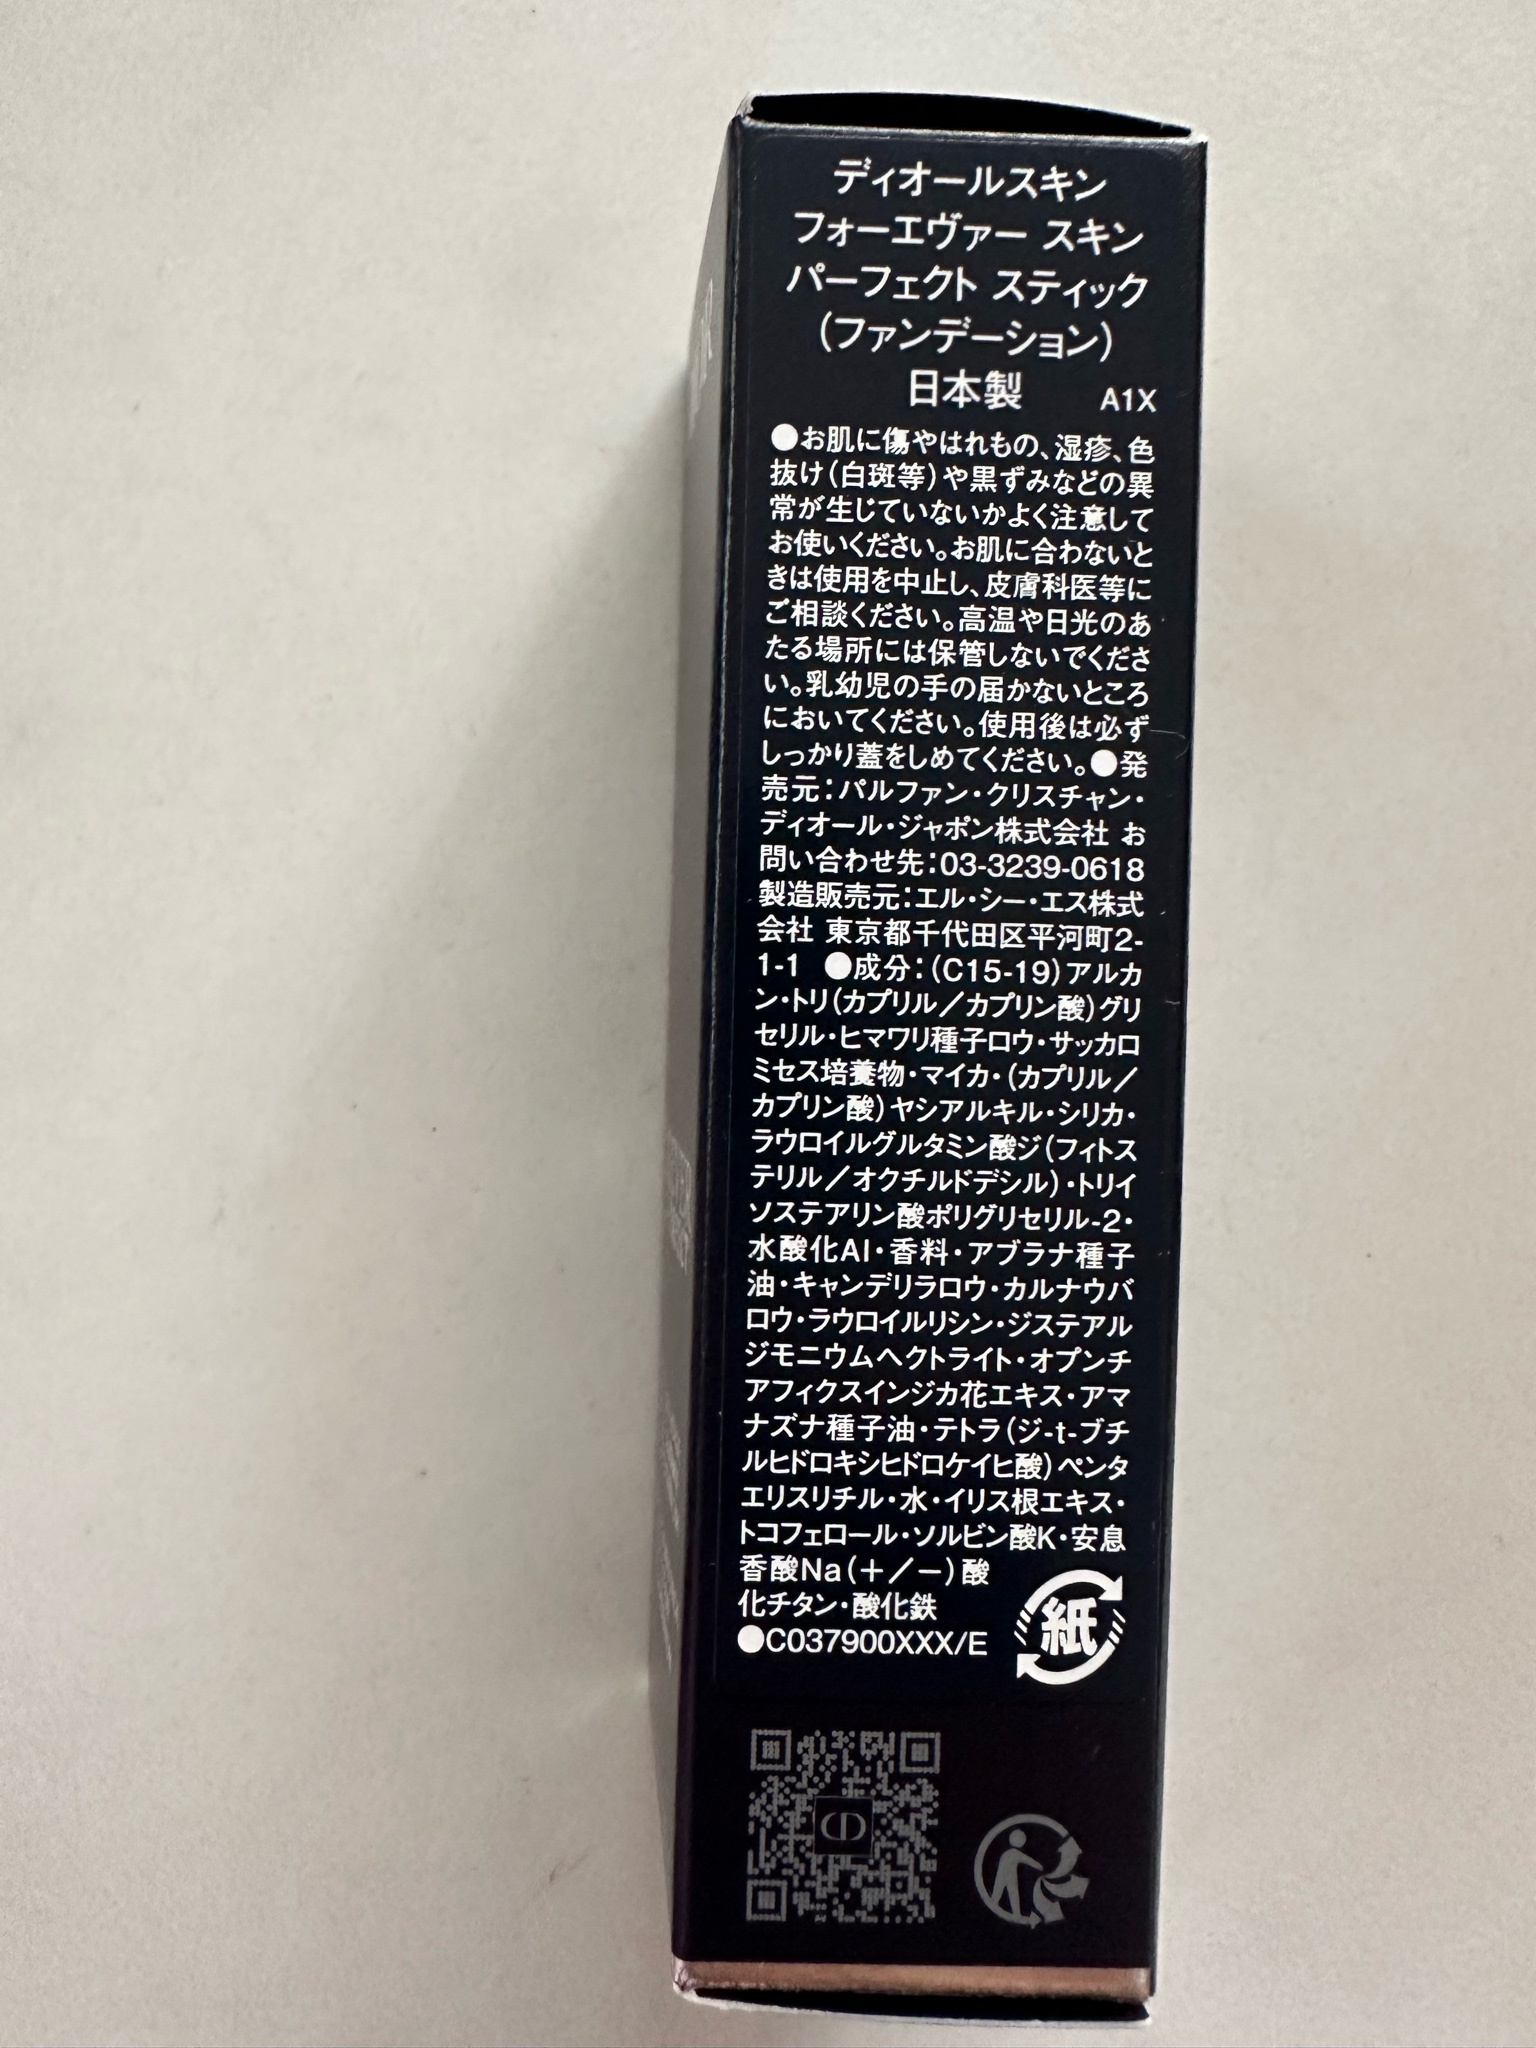 ディオールスキン
フォーエヴァー スキン
パーフェクト スティック
(ファンデーション)
日本製 A1X
●お肌に傷やはれもの、湿疹、色
抜け(白斑等)や黒ずみなどの異
常が生じていないかよく注意して
お使いください。お肌に合わないと
きは使用を中止し、皮膚科医等に
ご相談ください。高温や日光のあ
たる場所には保管しないでくださ
い。乳幼児の手の届かないところ
においてください。使用後は必ず
しっかり蓋をしめてください。●発
売元:パルファン・クリスチャン・
ディオール・ジャポン株式会社 お
問い合わせ先:03-3239-0618
製造販売元:エル・シー・エス株式
会社 東京都千代田区平河町2-
1-1 ●成分:(C15-19)アルカ
ン・トリ(カプリル/カプリン酸)グリ
セリル・ヒマワリ種子ロウ・サッカロ
ミセス培養物・マイカ・(カプリル/
カプリン酸)ヤシアルキル・シリカ・
ラウロイルグルタミン酸ジ(フィトス
テリル/オクチルドデシル)・トリイ
ソステアリン酸ポリグリセリル-2・
水酸化Al・香料・アブラナ種子
油・キャンデリラロウ・カルナウバ
ロウ・ラウロイルリシン・ジステアル
ジモニウムヘクトライト・オプンチ
アフィクスインジカ花エキス・アマ
ナズナ種子油・テトラ(ジ-t-ブチ
ルヒドロキシヒドロケイヒ酸)ペンタ
エリスリチル・水・イリス根エキス・
トコフェロール・ソルビン酸K・安息
香酸Na(+/-)酸
化チタン・酸化鉄
●C037900XXX/E
紙
CD